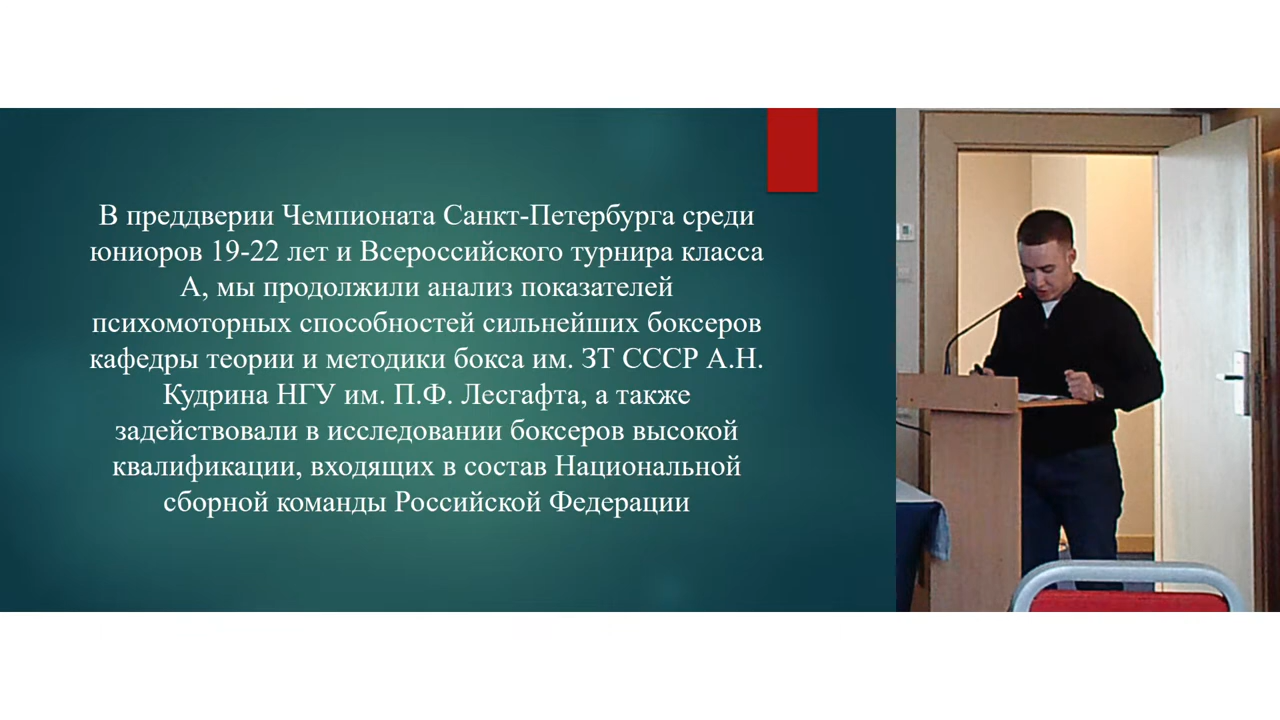 В преддверии Чемпионата Санкт-Петербурга среди
юниоров 19-22 лет и Всероссийского турнира класса
А, мы продолжили анализ показателей
психомоторных способностей сильнейших боксеров
кафедры теории и методики бокса им. ЗТ СССР А.Н.
Кудрина НГУ им. П.Ф. Лесгафта, а также
задействовали в исследовании боксеров высокой
квалификации, входящих в состав Национальной
сборной команды Российской Федерации